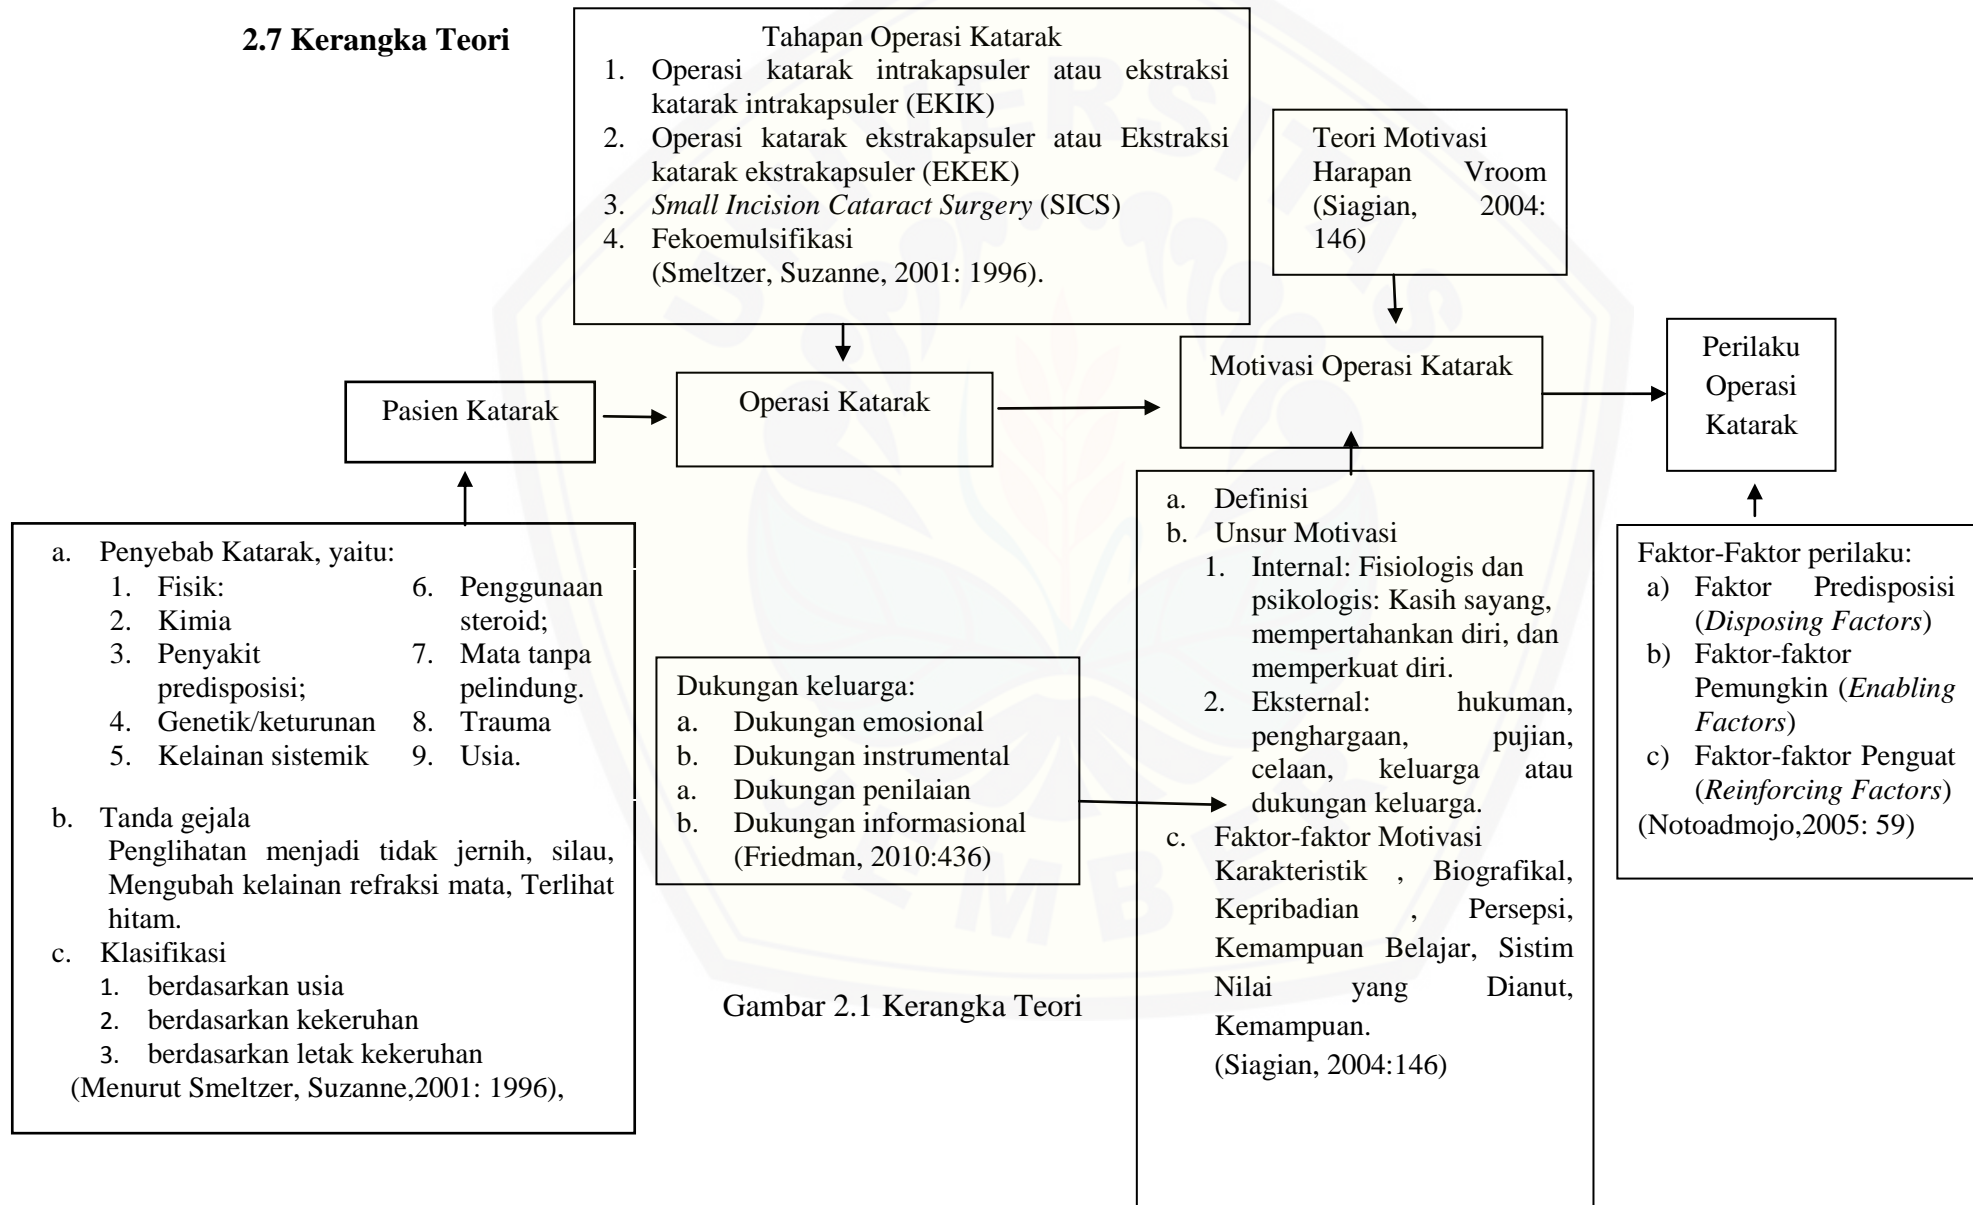 2.7 Kerangka Teori
Tahapan Operasi Katarak
1. Operasi katarak intrakapsuler atau ekstraksi
katarak intrakapsuler (EKIK)
2. Operasi katarak ekstrakapsuler atau Ekstraksi
katarak ekstrakapsuler (EKEK)
3. Small Incision Cataract Surgery (SICS)
4. Fekoemulsifikasi
(Smeltzer, Suzanne, 2001: 1996).
Teori Motivasi
Harapan Vroom
(Siagian, 2004:
146)
Pasien Katarak
Operasi Katarak
Motivasi Operasi Katarak
Perilaku
Operasi
Katarak
a. Penyebab Katarak, yaitu:
1. Fisik:
2. Kimia
3. Penyakit
predisposisi;
4. Genetik/keturunan
5. Kelainan sistemik
6. Penggunaan
steroid;
7. Mata tanpa
pelindung.
8. Trauma
9. Usia.
b. Tanda gejala
Penglihatan menjadi tidak jernih, silau,
Mengubah kelainan refraksi mata, Terlihat
hitam.
c. Klasifikasi
1. berdasarkan usia
2. berdasarkan kekeruhan
3. berdasarkan letak kekeruhan
(Menurut Smeltzer, Suzanne,2001: 1996),
Dukungan keluarga:
a. Dukungan emosional
b. Dukungan instrumental
a. Dukungan penilaian
b. Dukungan informasional
(Friedman, 2010:436)
a. Definisi
b. Unsur Motivasi
1. Internal: Fisiologis dan
psikologis: Kasih sayang,
mempertahankan diri, dan
memperkuat diri.
2. Eksternal: hukuman,
penghargaan, pujian,
celaan, keluarga atau
dukungan keluarga.
c. Faktor-faktor Motivasi
Karakteristik , Biografikal,
Kepribadian , Persepsi,
Kemampuan Belajar, Sistim
Nilai yang Dianut,
Kemampuan.
(Siagian, 2004:146)
Faktor-Faktor perilaku:
a) Faktor Predisposisi
(Disposing Factors)
b) Faktor-faktor
Pemungkin (Enabling
Factors)
c) Faktor-faktor Penguat
(Reinforcing Factors)
(Notoadmojo,2005: 59)
Gambar 2.1 Kerangka Teori
UNIVERSITAS
JEMBER